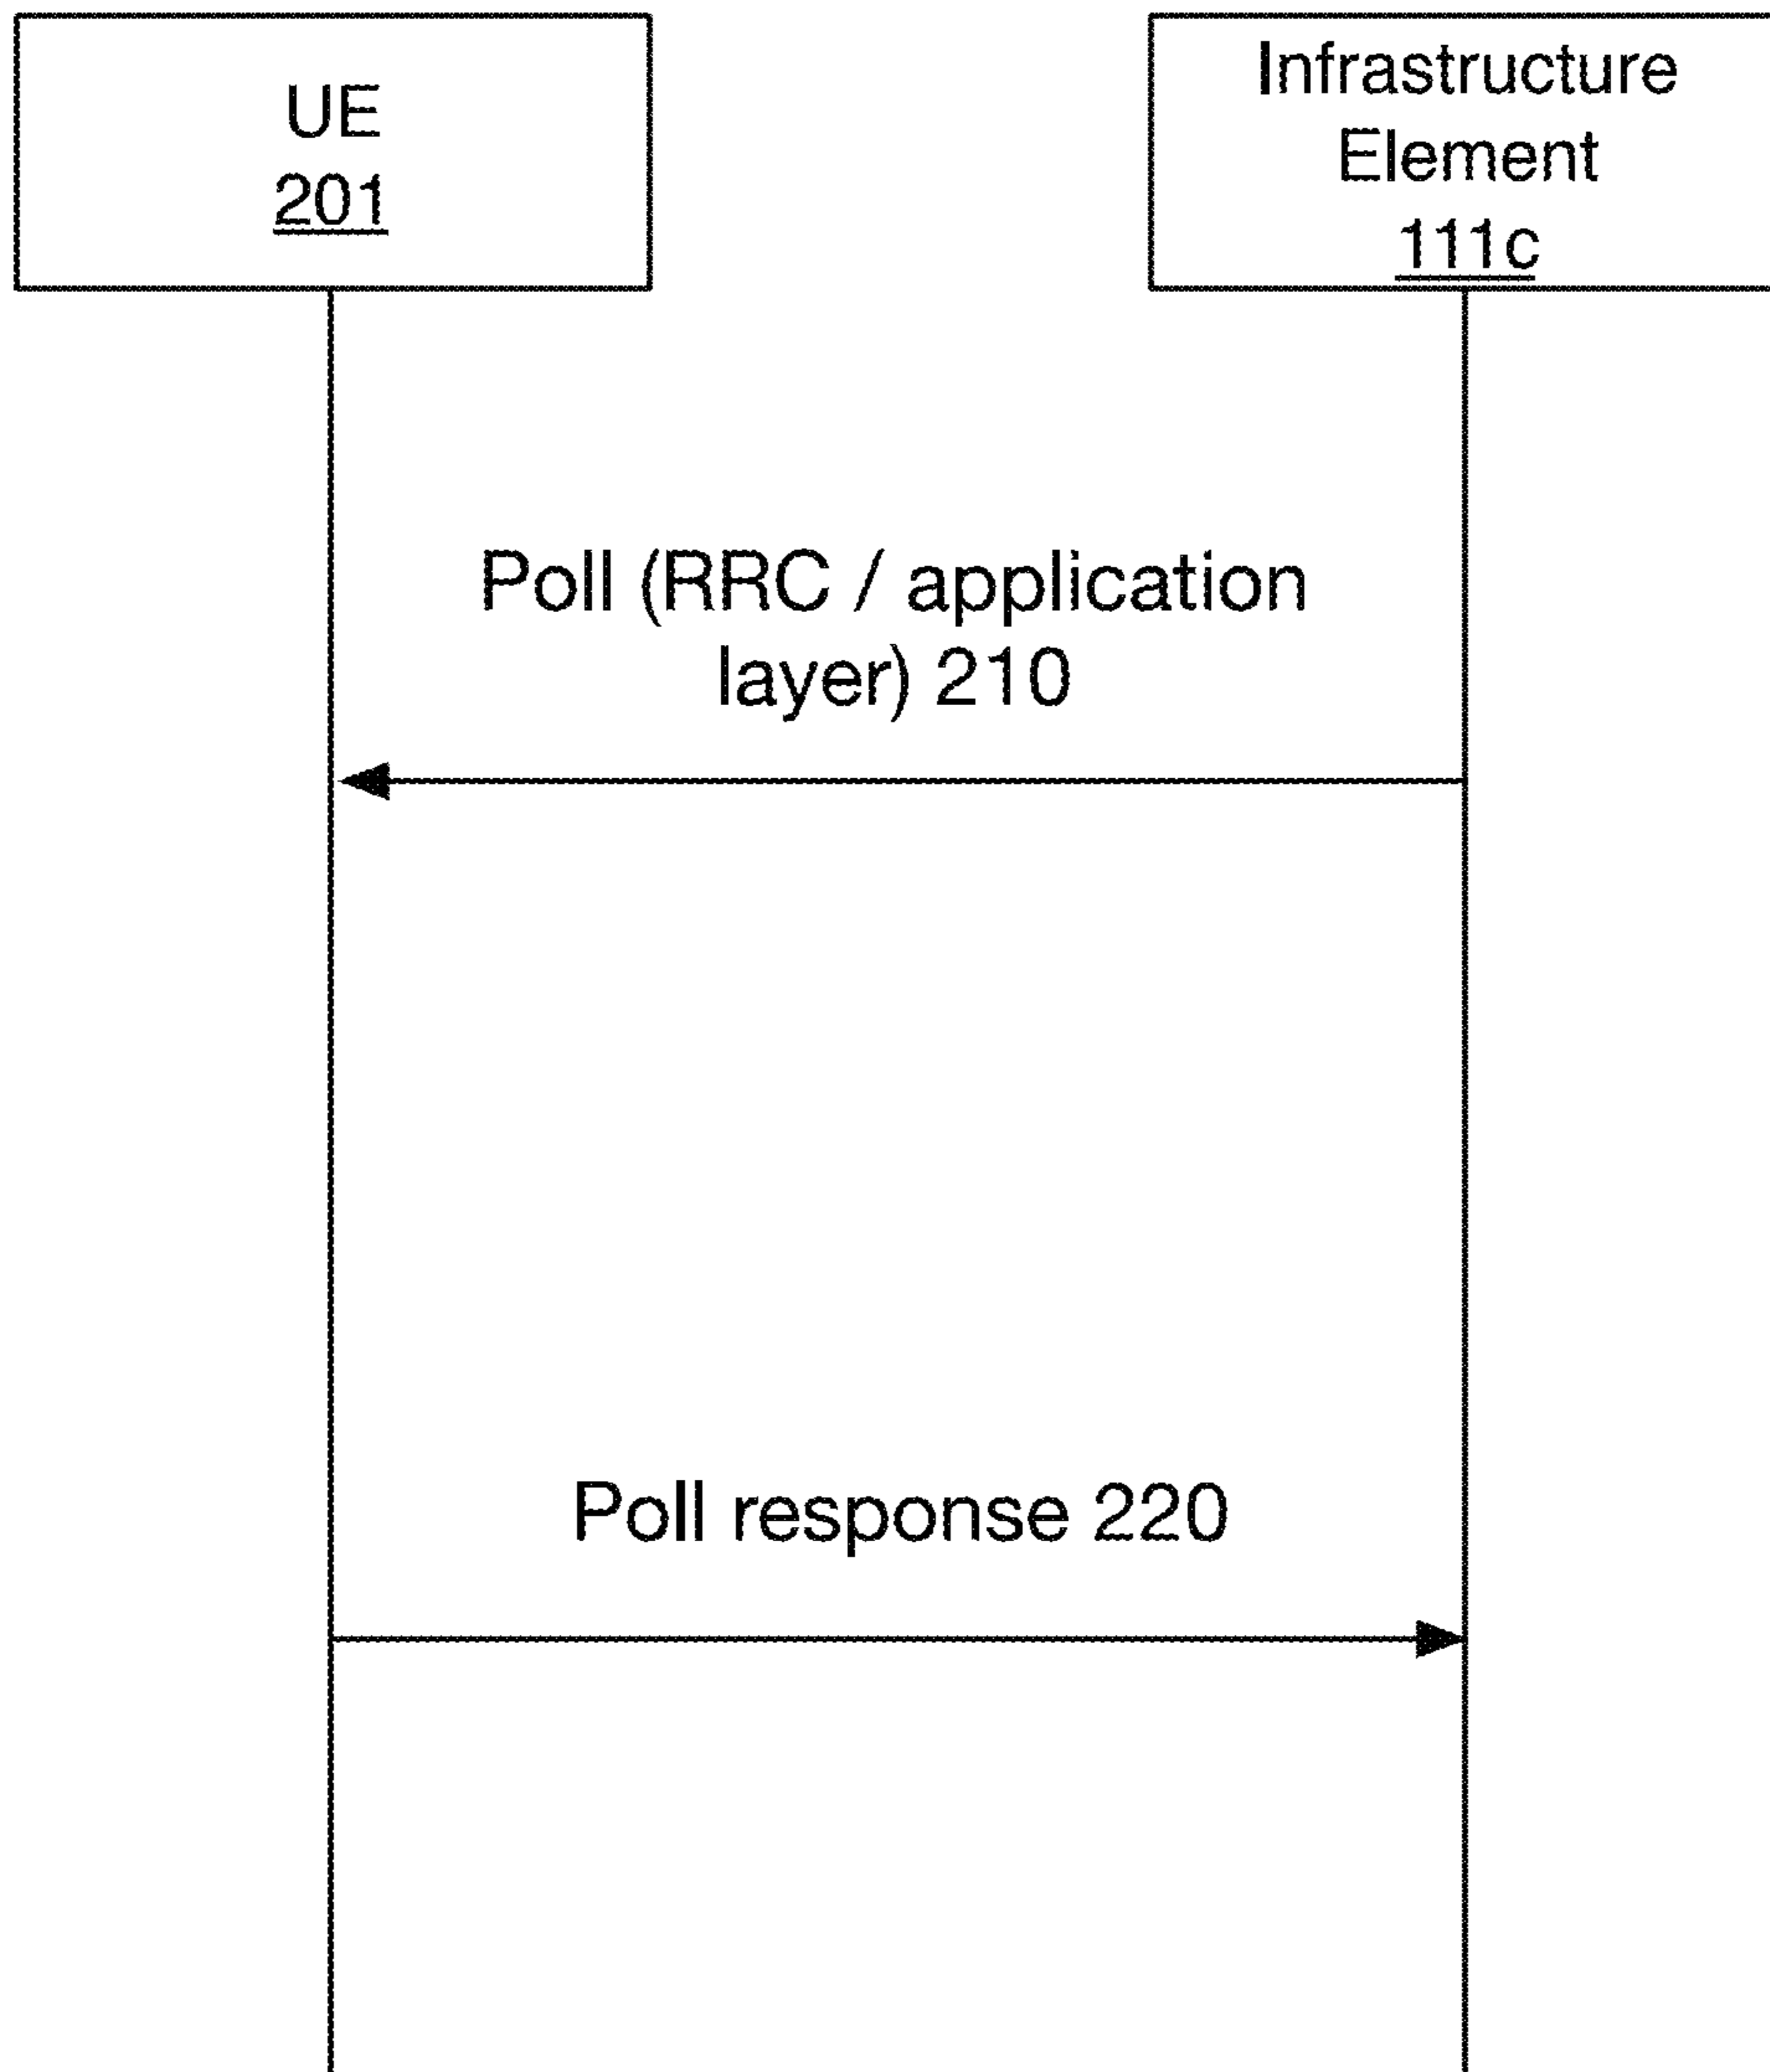 UE
201
Infrastructure
Element
111c
Poll (RRC / application
layer) 210
Poll response 220